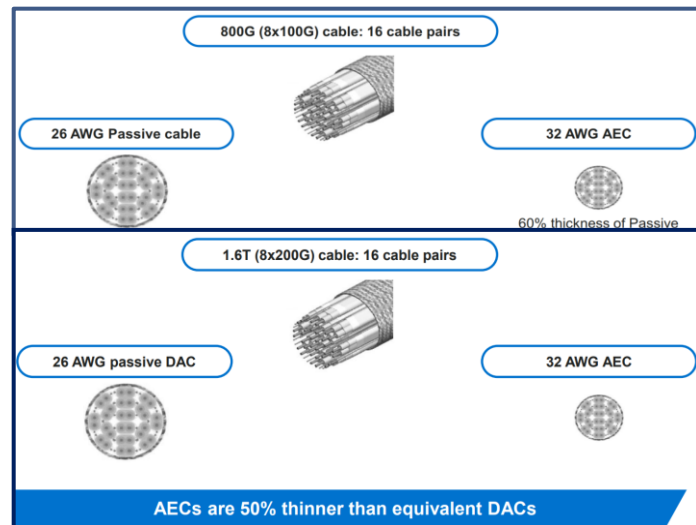 800G (8x100G) cable: 16 cable pairs
26 AWG Passive cable
32 AWG AEC
60% thickness of Passive
1.6T (8x200G) cable: 16 cable pairs
26 AWG passive DAC
32 AWG AEC
AECs are 50% thinner than equivalent DACs